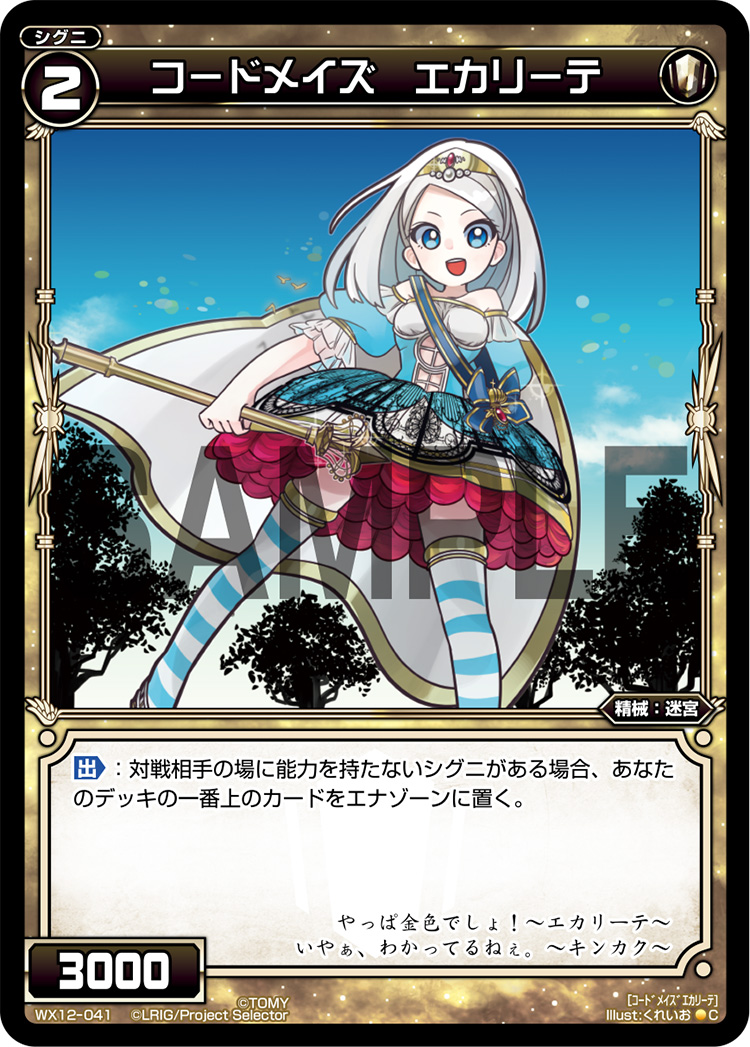 シグニ
2
コードメイズ エカリーテ
SAMPLE
精械：迷宮
出：対戦相手の場に能力を持たないシグニがある場合、あなた
のデッキの一番上のカードをエナゾーンに置く。
やっぱ金色でしょ！～エカリーテ～
いやぁ、わかってるねぇ。～キンカク～
3000
WX12-041 ©LRIG/Project Selector
©TOMY
[ｺｰﾄﾞﾒｲｽﾞｴｶﾘｰﾃ]
Illust:くれいお C